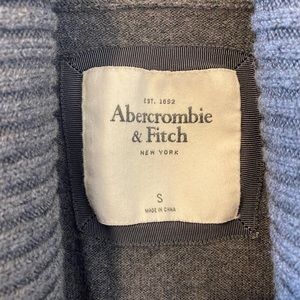 EST. 1892
Abercrombie
& Fitch
NEW YORK
S
MADE IN CHINA